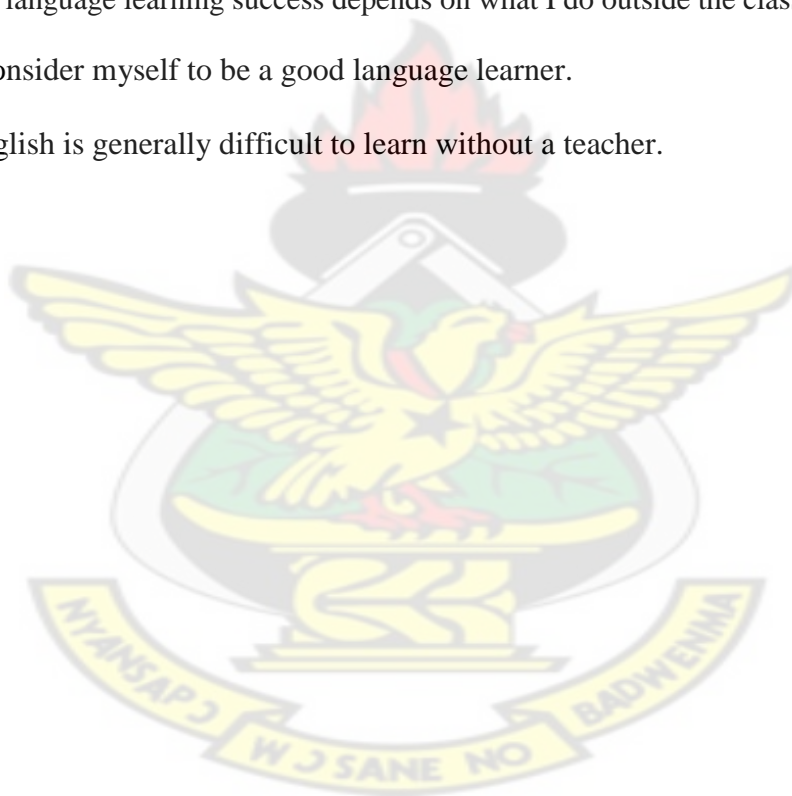 language learning success depends on what I do outside the clas
onsider myself to be a good language learner.
glish is generally difficult to learn without a teacher.
NYANSAPƆ
WƆSANE NO
BADWENMA